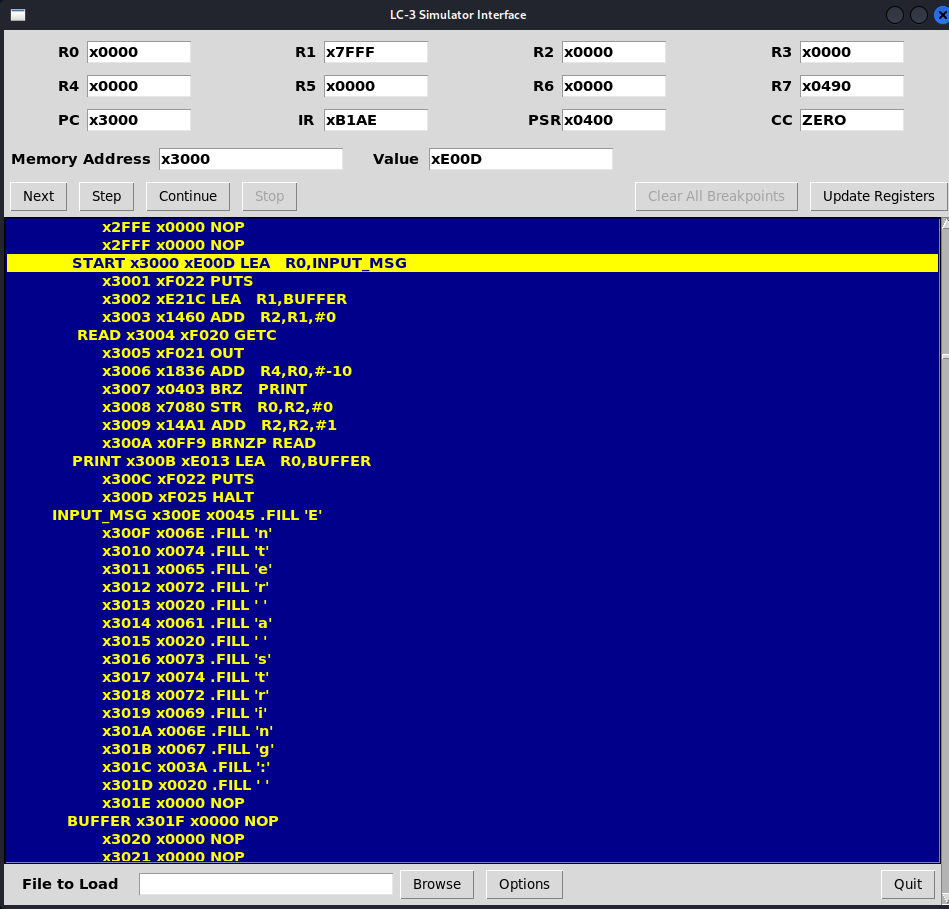 LC-3 Simulator Interface
R0 x0000 R1 x7FFF R2 x0000 R3 x0000
R4 x0000 R5 x0000 R6 x0000 R7 x0490
PC x3000 IR xB1AE PSR x0400 CC ZERO
Memory Address x3000 Value xE00D
Next Step Continue Stop Clear All Breakpoints Update Registers
x2FFE x0000 NOP
x2FFF x0000 NOP
START x3000 xE00D LEA R0,INPUT_MSG
x3001 xF022 PUTS
x3002 xE21C LEA R1,BUFFER
x3003 x1460 ADD R2,R1,#0
READ x3004 xF020 GETC
x3005 xF021 OUT
x3006 x1836 ADD R4,R0,#-10
x3007 x0403 BRZ PRINT
x3008 x7080 STR R0,R2,#0
x3009 x14A1 ADD R2,R2,#1
x300A x0FF9 BRNZP READ
PRINT x300B xE013 LEA R0,BUFFER
x300C xF022 PUTS
x300D xF025 HALT
INPUT_MSG x300E x0045 .FILL 'E'
x300F x006E .FILL 'n'
x3010 x0074 .FILL 't'
x3011 x0065 .FILL 'e'
x3012 x0072 .FILL 'r'
x3013 x0020 .FILL ' '
x3014 x0061 .FILL 'a'
x3015 x0020 .FILL ' '
x3016 x0073 .FILL 's'
x3017 x0074 .FILL 't'
x3018 x0072 .FILL 'r'
x3019 x0069 .FILL 'i'
x301A x006E .FILL 'n'
x301B x0067 .FILL 'g'
x301C x003A .FILL ':'
x301D x0020 .FILL ' '
x301E x0000 NOP
BUFFER x301F x0000 NOP
x3020 x0000 NOP
x3021 x0000 NOP
File to Load Browse Options Quit